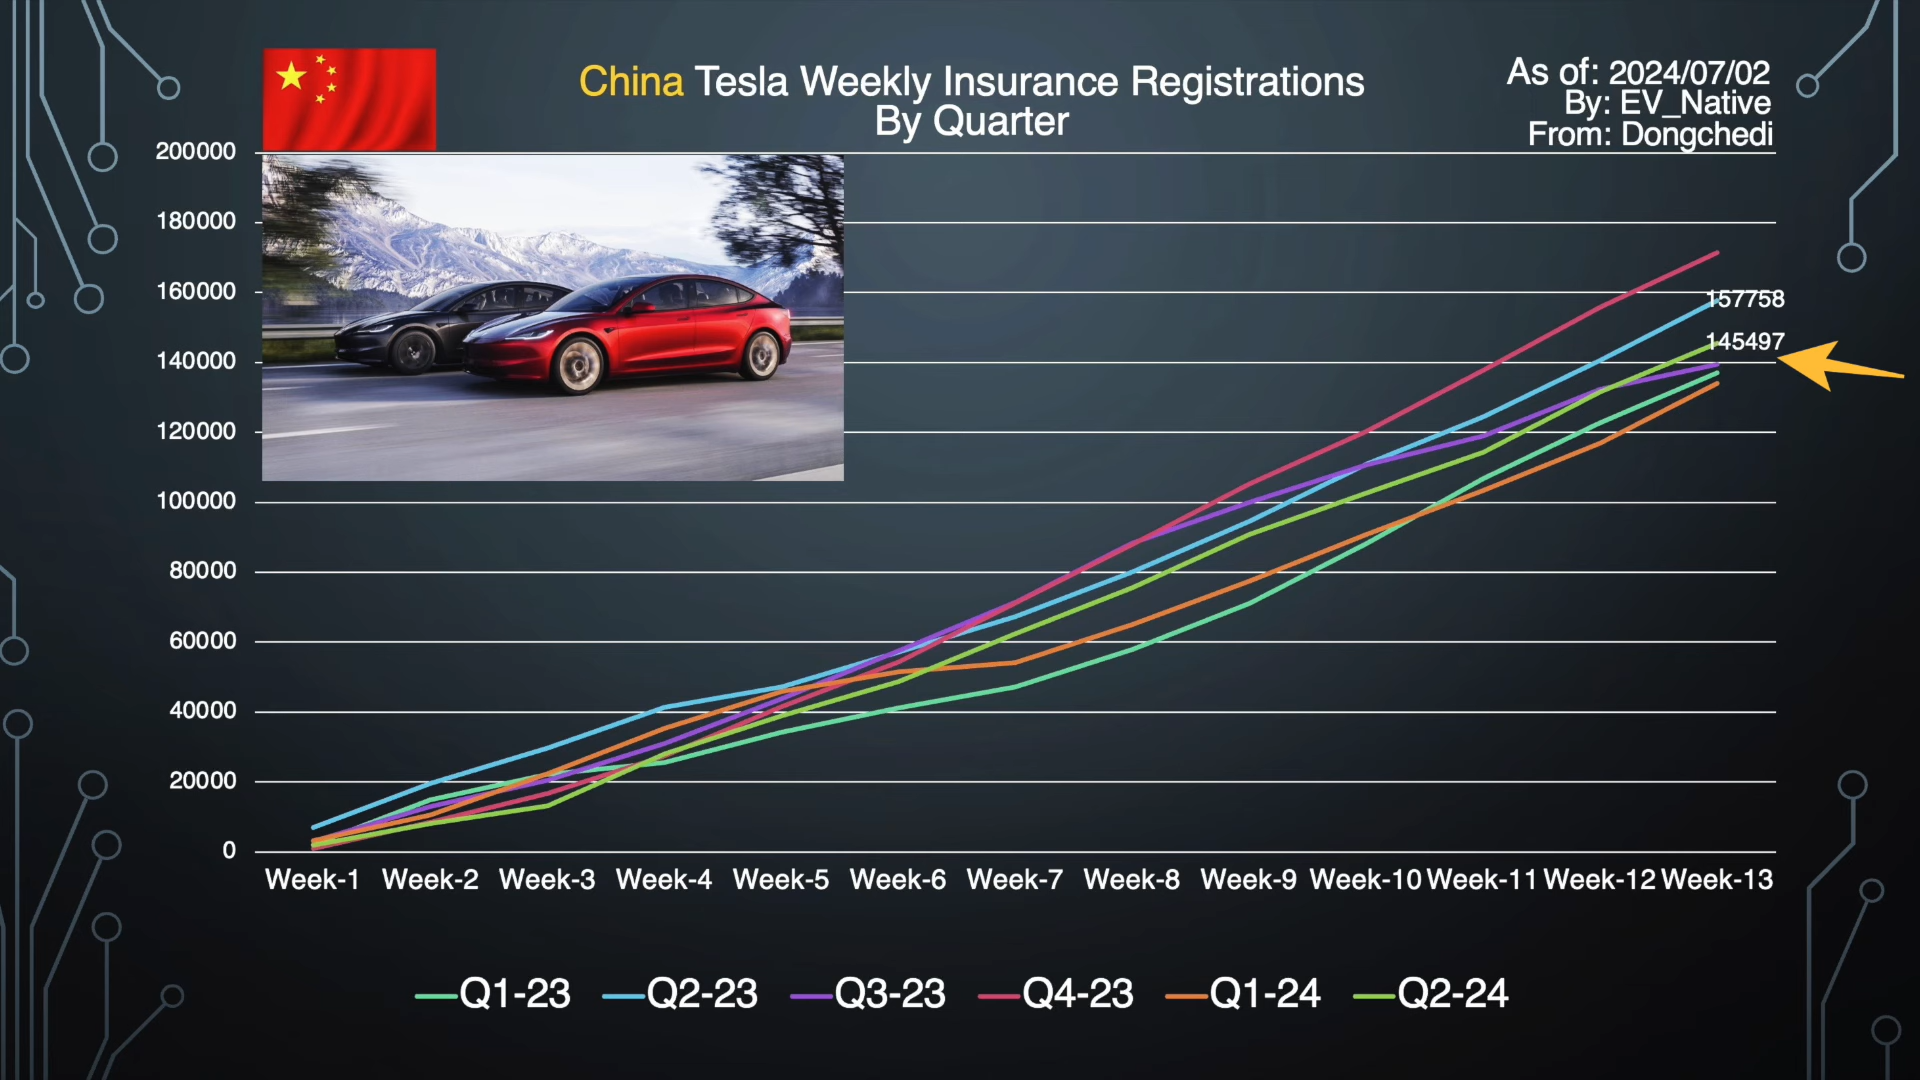 China Tesla Weekly Insurance Registrations
By Quarter
As of: 2024/07/02
By: EV_Native
From: Dongchedi
200000
180000
160000
157758
145497
140000
120000
100000
80000
60000
40000
20000
0
Week-1 Week-2 Week-3 Week-4 Week-5 Week-6 Week-7 Week-8 Week-9 Week-10 Week-11 Week-12 Week-13
Q1-23 Q2-23 Q3-23 Q4-23 Q1-24 Q2-24